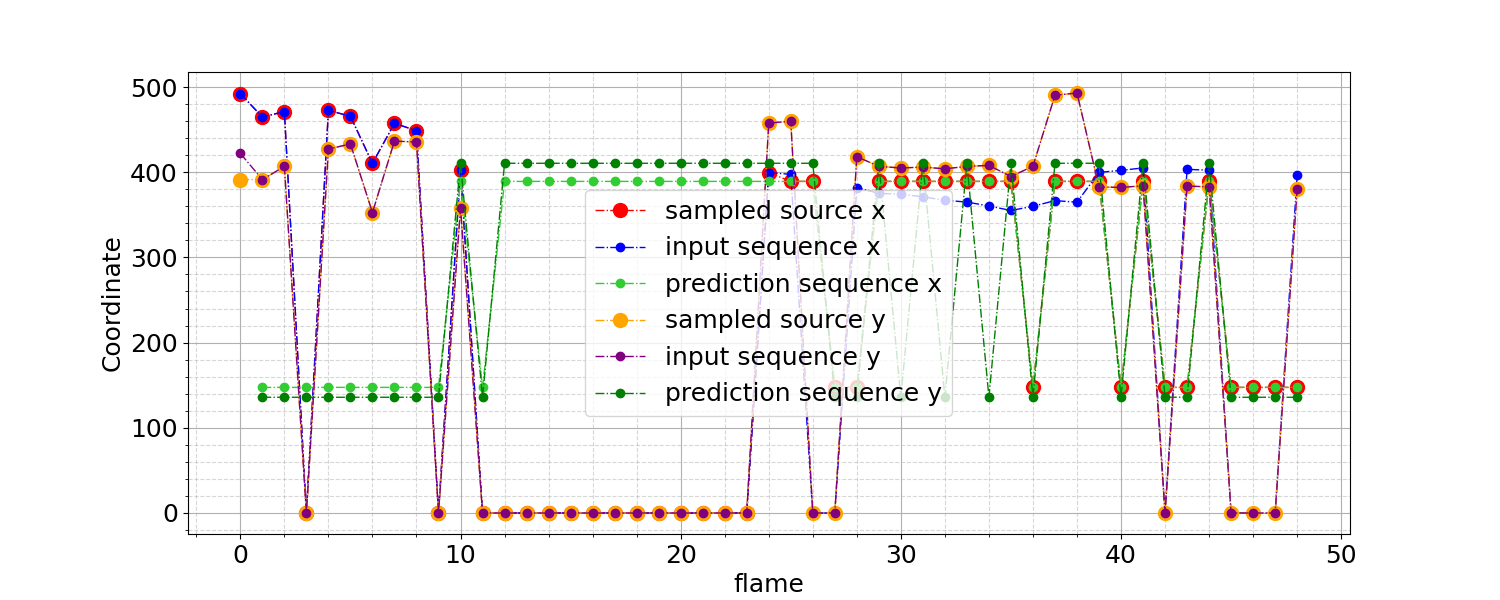 500
400
300
200
100
0
Coordinate
sampled source x
input sequence x
prediction sequence x
sampled source y
input sequence y
prediction sequence y
0 10 20 30 40 50
flame